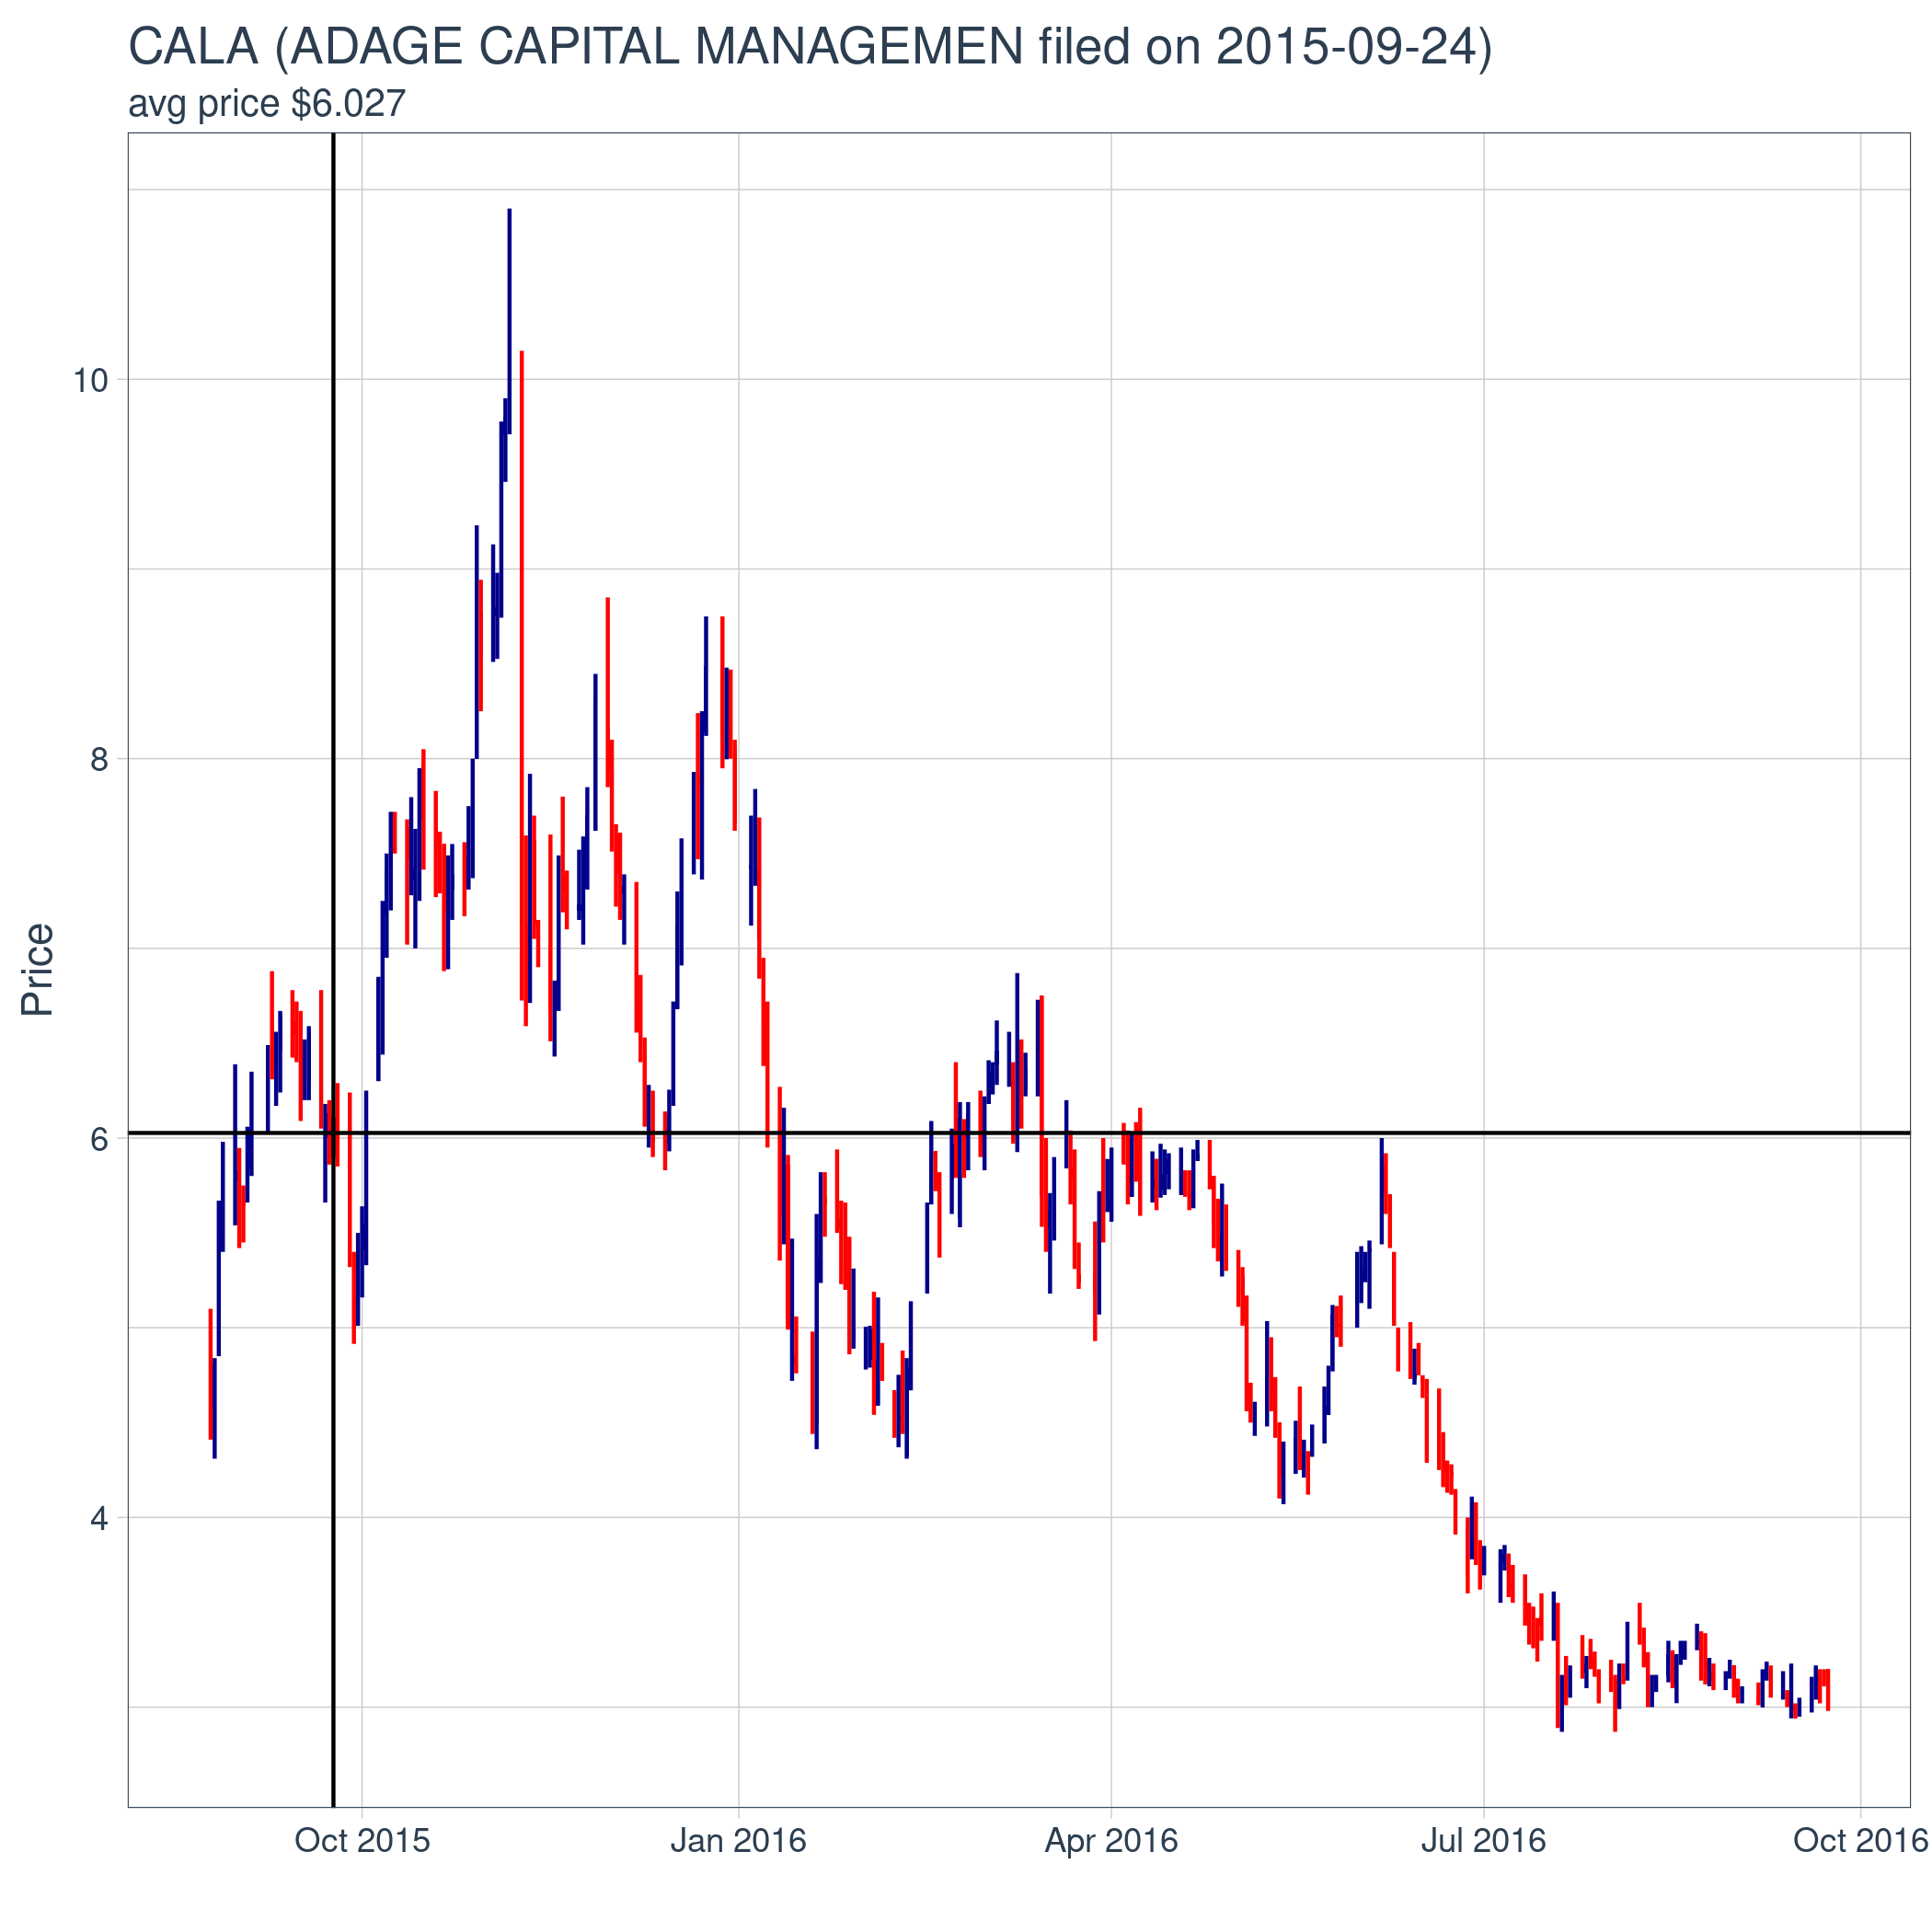 CALA (ADAGE CAPITAL MANAGEMEN filed on 2015-09-24)
avg price $6.027
Price
10
8
6
4
Oct 2015 Jan 2016 Apr 2016 Jul 2016 Oct 2016